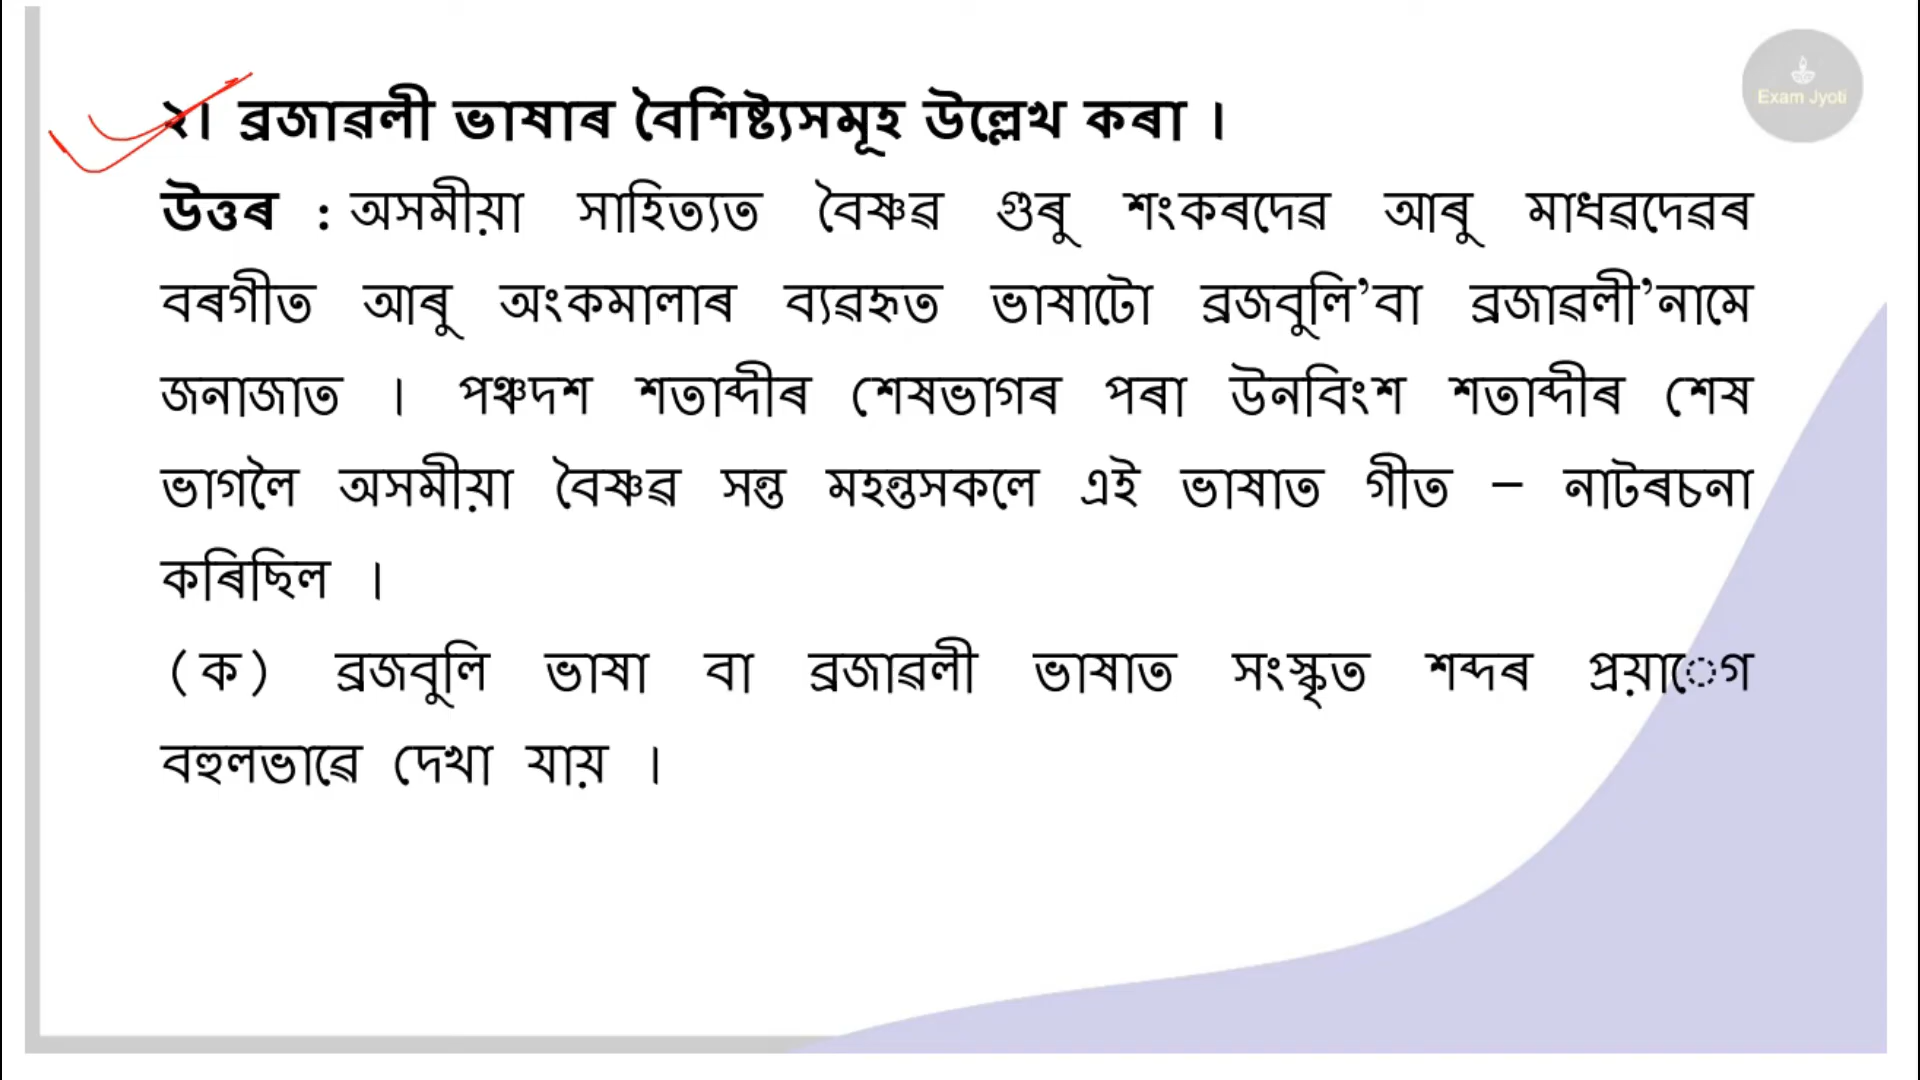 Exam Jyoti
২। ব্ৰজাৱলী ভাষাৰ বৈশিষ্ট্যসমূহ উল্লেখ কৰা ।
উত্তৰ : অসমীয়া সাহিত্যত বৈষ্ণৱ গুৰু শংকৰদেৱ আৰু মাধৱদেৱৰ
বৰগীত আৰু অংকমালাৰ ব্যৱহৃত ভাষাটো ব্ৰজবুলি’বা ব্ৰজাৱলী’নামে
জনাজাত । পঞ্চদশ শতাব্দীৰ শেষভাগৰ পৰা উনবিংশ শতাব্দীৰ শেষ
ভাগলৈ অসমীয়া বৈষ্ণৱ সন্ত মহন্তসকলে এই ভাষাত গীত – নাটৰচনা
কৰিছিল ।
(ক) ব্ৰজবুলি ভাষা বা ব্ৰজাৱলী ভাষাত সংস্কৃত শব্দৰ প্ৰয়ােগ
বহুলভাৱে দেখা যায় ।